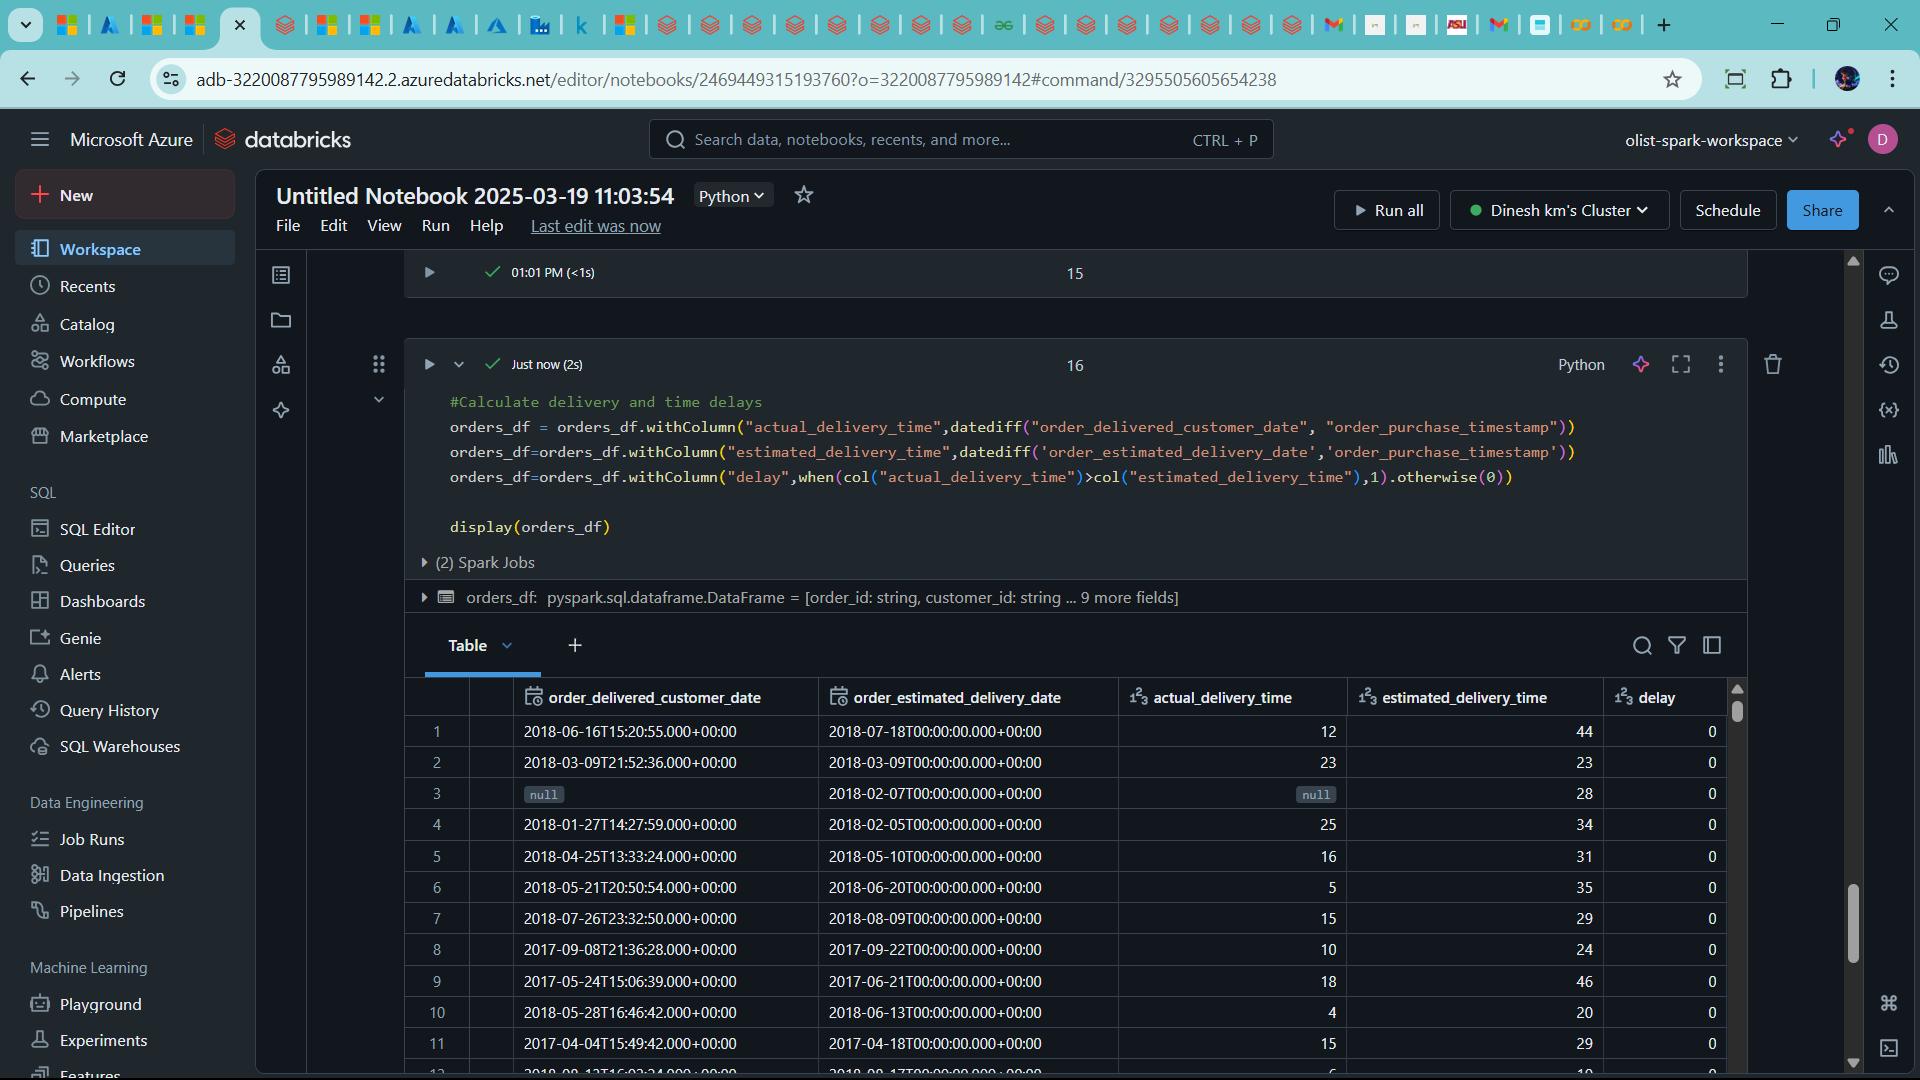 adb-3220087795989142.2.azuredatabricks.net/editor/notebooks/2469449315193760?o=3220087795989142#command/3295505605654238
Microsoft Azure databricks
Search data, notebooks, recents, and more... CTRL + P
olist-spark-workspace
D
New
Workspace
Recents
Catalog
Workflows
Compute
Marketplace
SQL
SQL Editor
Queries
Dashboards
Genie
Alerts
Query History
SQL Warehouses
Data Engineering
Job Runs
Data Ingestion
Pipelines
Machine Learning
Playground
Experiments
Features
Untitled Notebook 2025-03-19 11:03:54 Python
File Edit View Run Help Last edit was now
Run all Dinesh km's Cluster Schedule Share
01:01 PM (<1s) 15
Just now (2s) 16 Python
#Calculate delivery and time delays
orders_df = orders_df.withColumn("actual_delivery_time",datediff("order_delivered_customer_date", "order_purchase_timestamp"))
orders_df=orders_df.withColumn("estimated_delivery_time",datediff('order_estimated_delivery_date','order_purchase_timestamp'))
orders_df=orders_df.withColumn("delay",when(col("actual_delivery_time")>col("estimated_delivery_time"),1).otherwise(0))
display(orders_df)
(2) Spark Jobs
orders_df: pyspark.sql.dataframe.DataFrame = [order_id: string, customer_id: string ... 9 more fields]
Table +
order_delivered_customer_date order_estimated_delivery_date actual_delivery_time estimated_delivery_time delay
1 2018-06-16T15:20:55.000+00:00 2018-07-18T00:00:00.000+00:00 12 44 0
2 2018-03-09T21:52:36.000+00:00 2018-03-09T00:00:00.000+00:00 23 23 0
3 null 2018-02-07T00:00:00.000+00:00 null 28 0
4 2018-01-27T14:27:59.000+00:00 2018-02-05T00:00:00.000+00:00 25 34 0
5 2018-04-25T13:33:24.000+00:00 2018-05-10T00:00:00.000+00:00 16 31 0
6 2018-05-21T20:50:54.000+00:00 2018-06-20T00:00:00.000+00:00 5 35 0
7 2018-07-26T23:32:50.000+00:00 2018-08-09T00:00:00.000+00:00 15 29 0
8 2017-09-08T21:36:28.000+00:00 2017-09-22T00:00:00.000+00:00 10 24 0
9 2017-05-24T15:06:39.000+00:00 2017-06-21T00:00:00.000+00:00 18 46 0
10 2018-05-28T16:46:42.000+00:00 2018-06-13T00:00:00.000+00:00 4 20 0
11 2017-04-04T15:49:42.000+00:00 2017-04-18T00:00:00.000+00:00 15 29 0